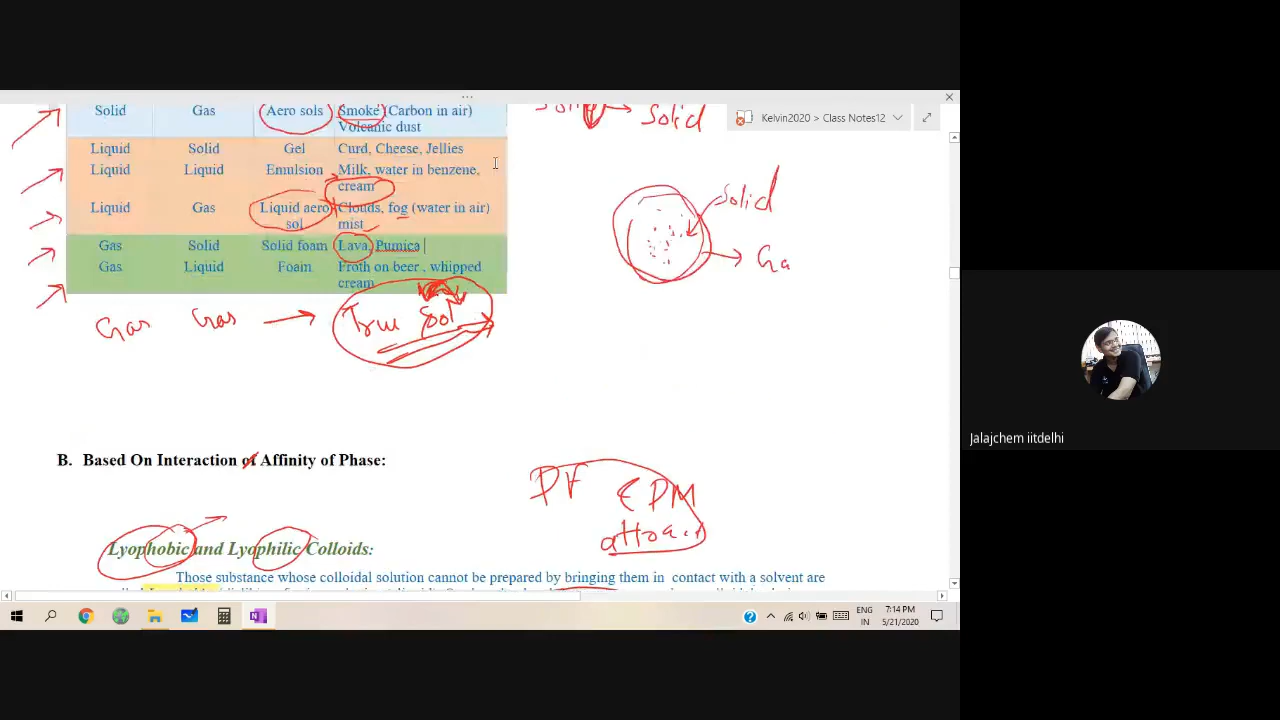 Solid Gas Aero sols Smoke (Carbon in air)
Volcanic dust
Solid
Kelvin2020 > Class Notes12
Liquid Solid Gel Curd, Cheese, Jellies
Liquid Liquid Emulsion Milk, water in benzene,
cream
Solid
Liquid Gas Liquid aero Clouds, fog (water in air)
sol mist
Gas Solid Solid foam Lava, Pumica
Ga
Gas Liquid Foam Froth on beer , whipped
cream
Gas Gas True Sol
Jalajchem iitdelhi
B. Based On Interaction of Affinity of Phase:
DPM
Lyophobic and Lyophilic Colloids:
Those substance whose colloidal solution cannot be prepared by bringing them in contact with a solvent are
ENG 7:14 PM
IN 5/21/2020